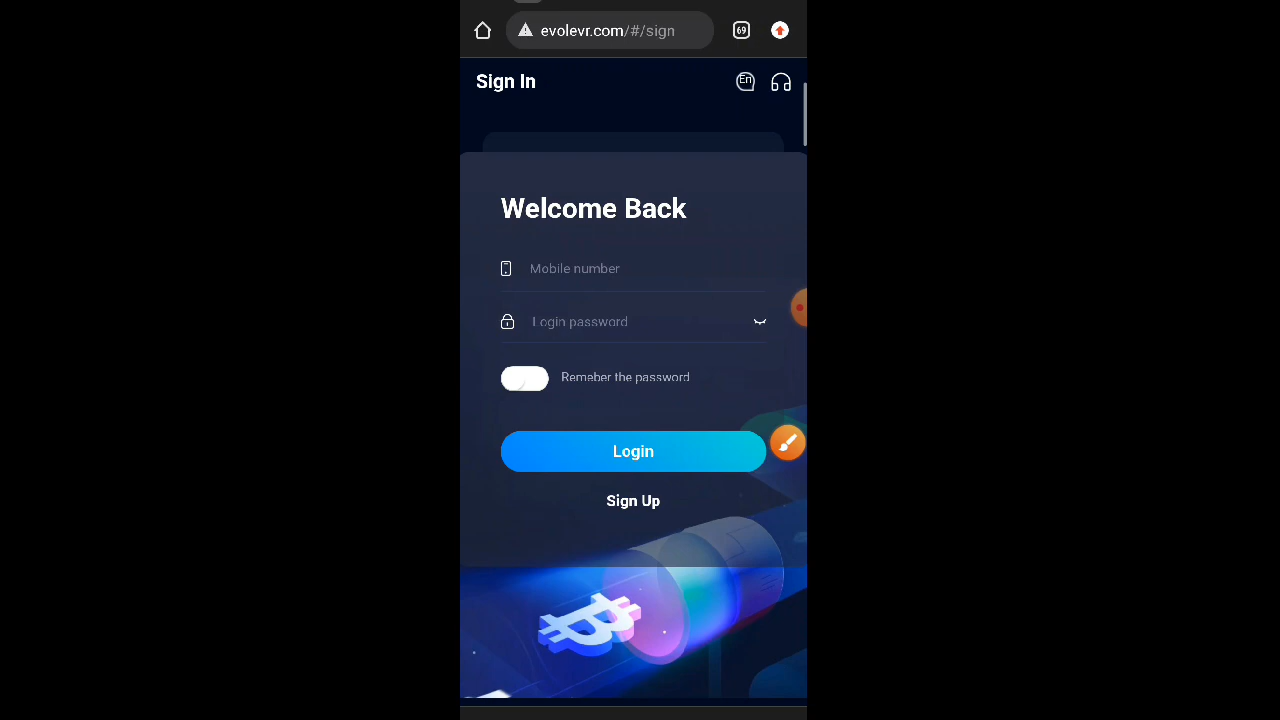 evolevr.com/#/sign
69
Sign In
En
Welcome Back
Mobile number
Login password
Remeber the password
Login
Sign Up